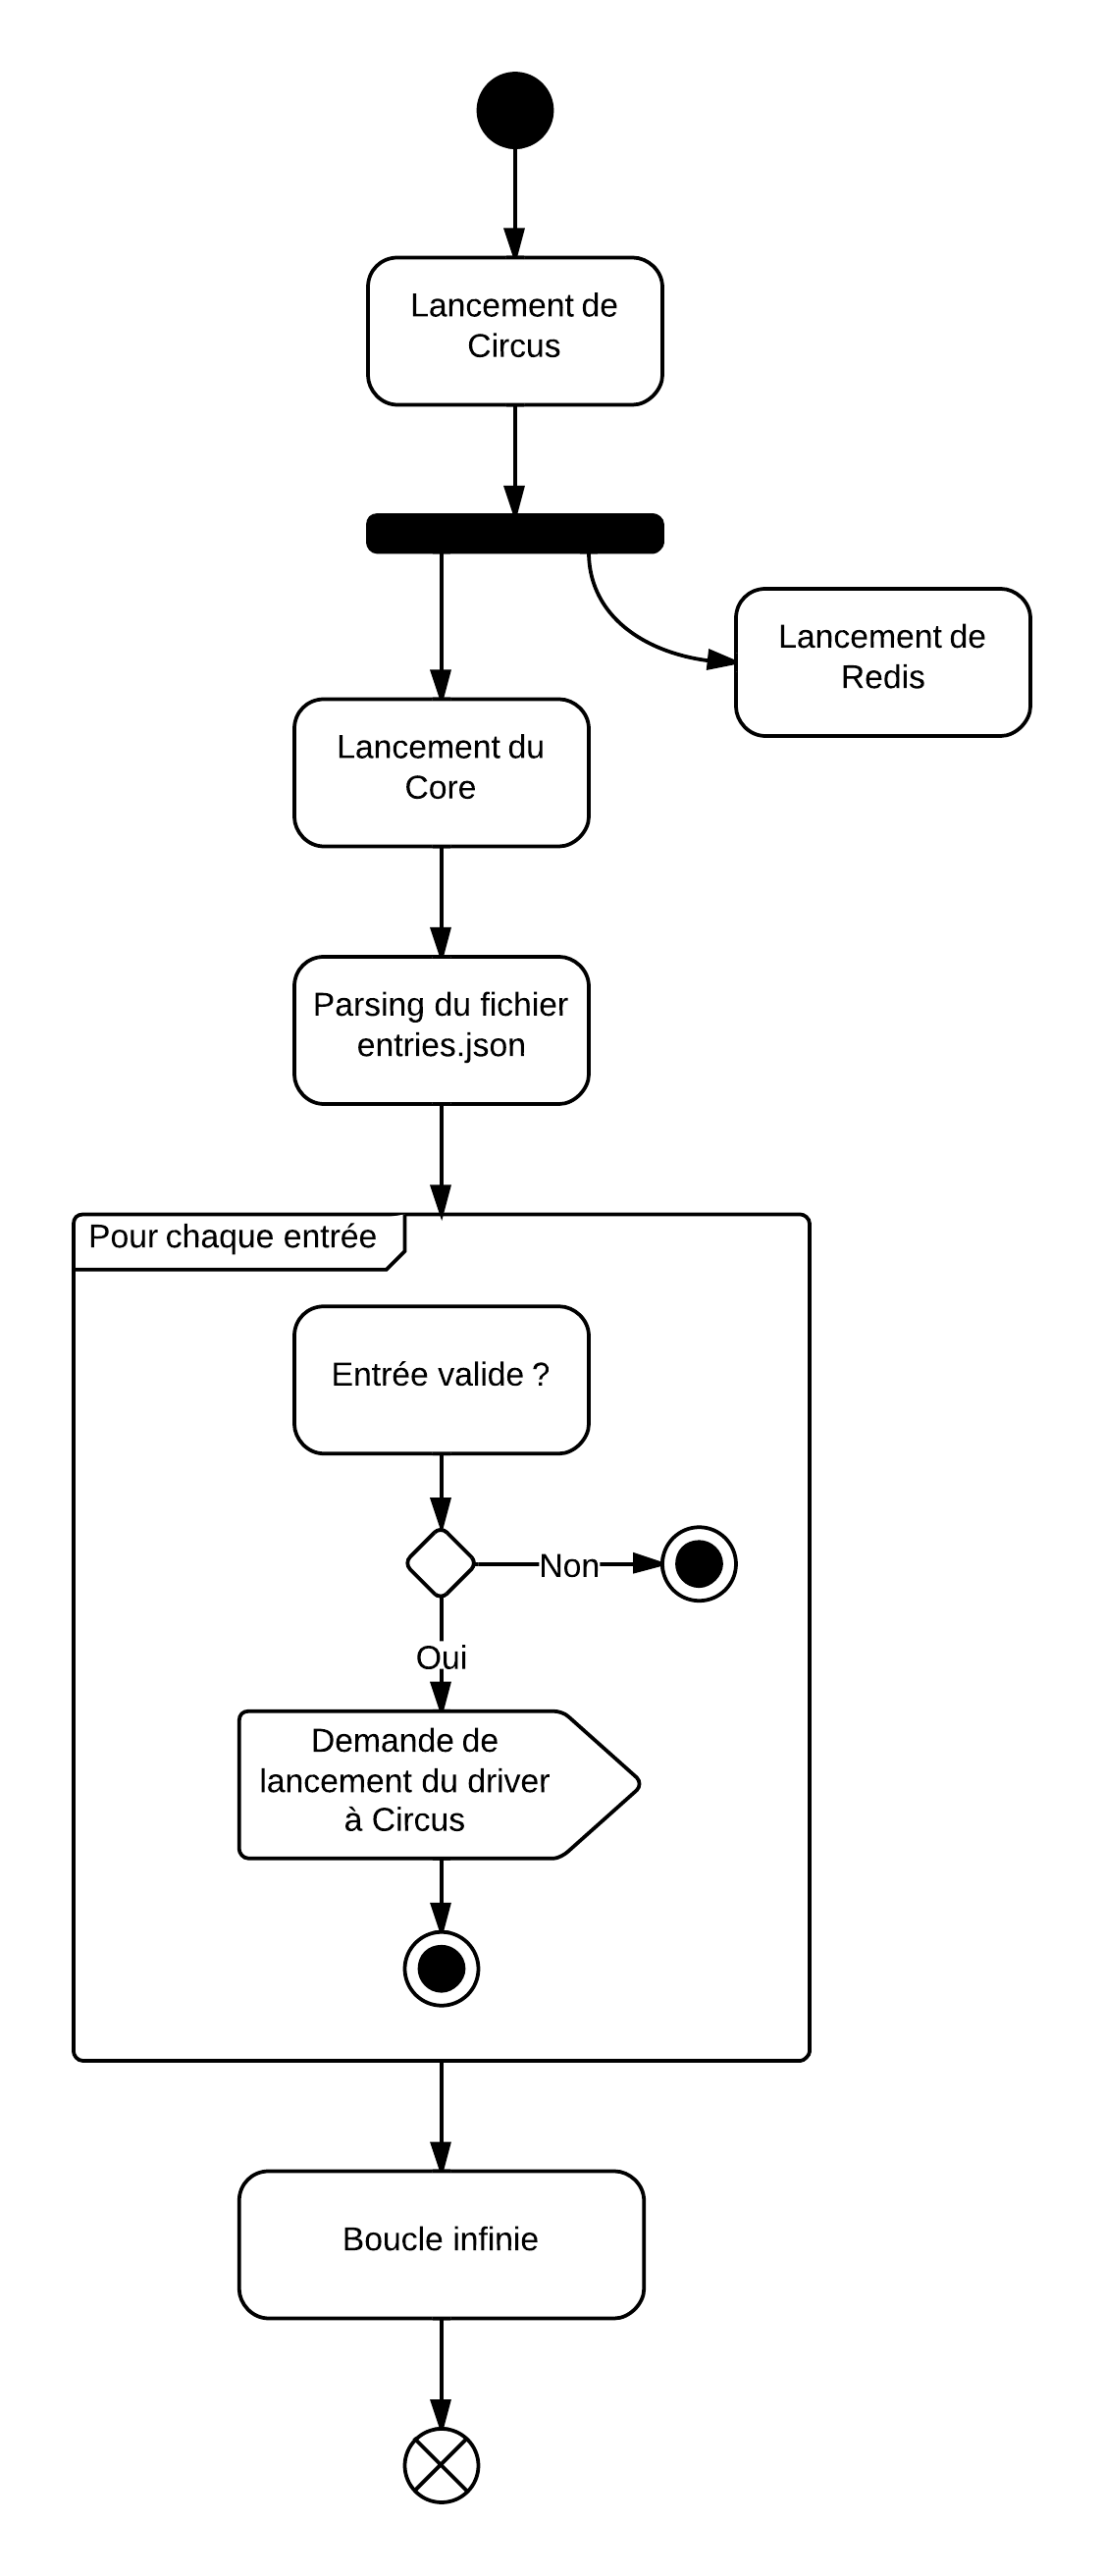 Lancement de
Circus
Lancement de
Redis
Lancement du
Core
Parsing du fichier
entries.json
Pour chaque entrée
Entrée valide ?
Non
Oui
Demande de
lancement du driver
à Circus
Boucle infinie